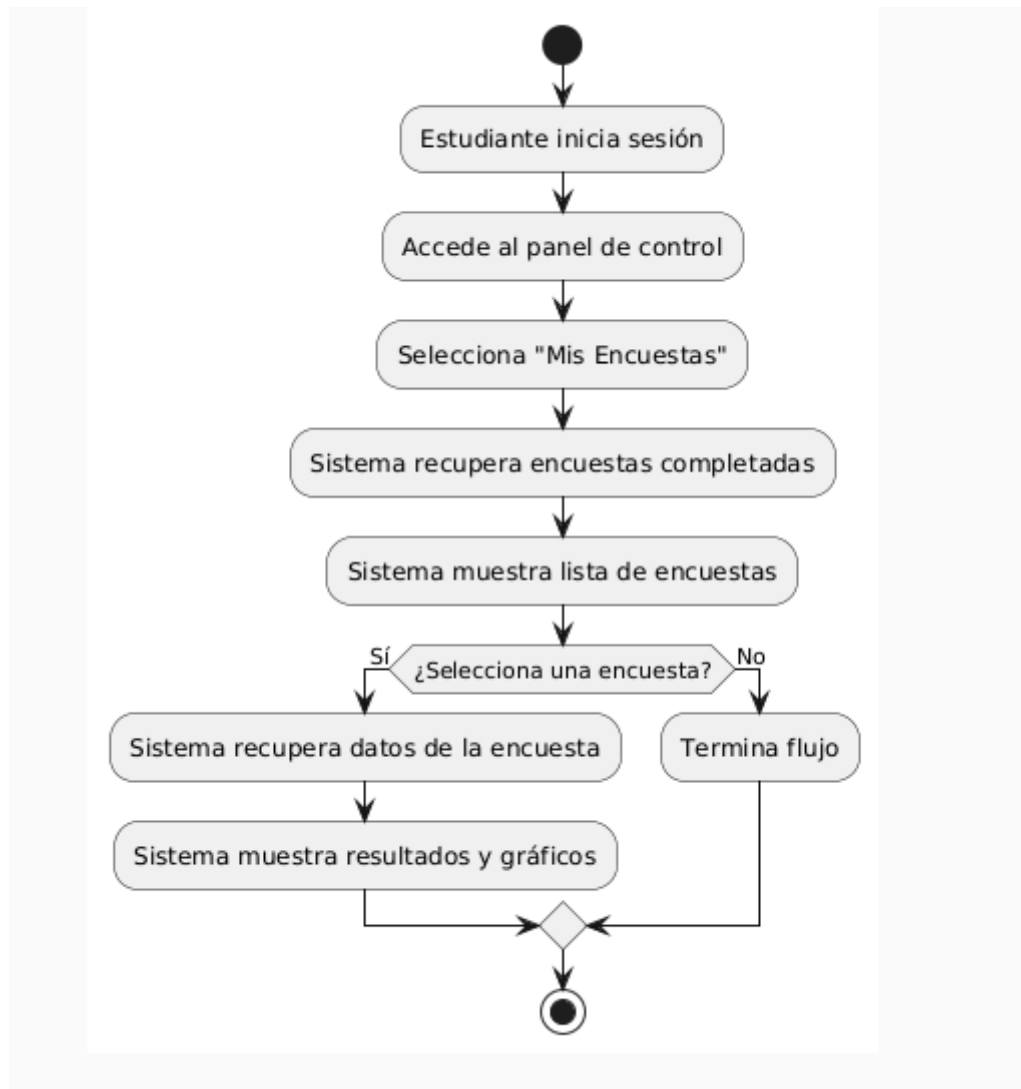 Estudiante inicia sesión
Accede al panel de control
Selecciona "Mis Encuestas"
Sistema recupera encuestas completadas
Sistema muestra lista de encuestas
Sí
¿Selecciona una encuesta?
No
Sistema recupera datos de la encuesta
Termina flujo
Sistema muestra resultados y gráficos